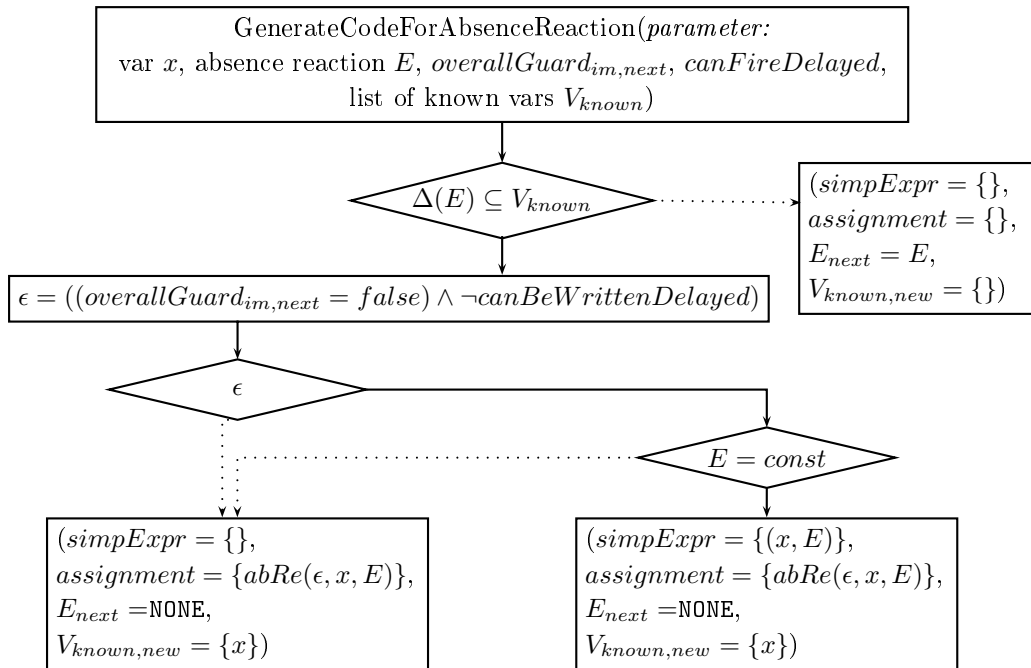 GenerateCodeForAbsenceReaction(parameter:
var x, absence reaction E, overallGuard_{im,next}, canFireDelayed,
list of known vars V_{known})
Δ(E) ⊆ V_{known}
(simpExpr = {},
assignment = {},
E_{next} = E,
V_{known,new} = {})
ϵ = ((overallGuard_{im,next} = false) ∧ ¬canBeWrittenDelayed)
ϵ
E = const
(simpExpr = {},
assignment = {abRe(ϵ, x, E)},
E_{next} =NONE,
V_{known,new} = {x})
(simpExpr = {(x, E)},
assignment = {abRe(ϵ, x, E)},
E_{next} =NONE,
V_{known,new} = {x})